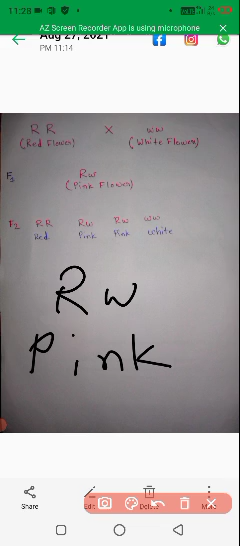 11:28
AZ Screen Recorder App is using microphone
Aug 27, 2021
PM 11:14
RR X ww
(Red Flower) (White Flower)
F1 Rw
(Pink Flower)
F2 RR Rw Rw ww
Red Pink Pink White
Rw
Pink
Share Edit Delete More